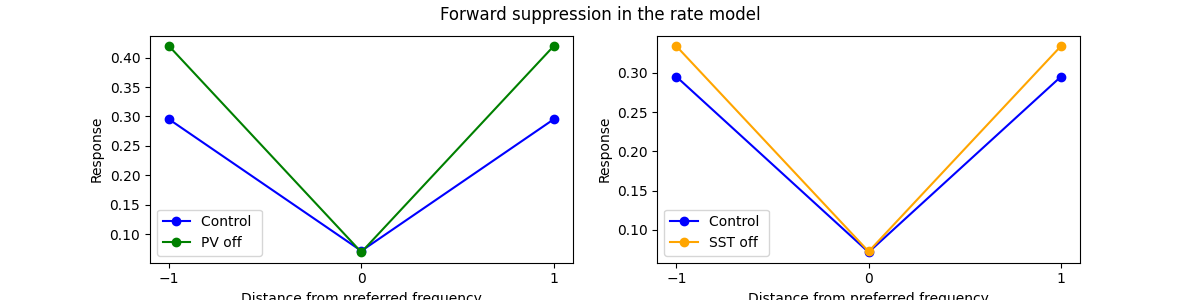 Forward suppression in the rate model
Response
0.40
0.35
0.30
0.25
0.20
0.15
0.10
Control
PV off
−1
0
1
Distance from preferred frequency
Response
0.30
0.25
0.20
0.15
0.10
Control
SST off
−1
0
1
Distance from preferred frequency